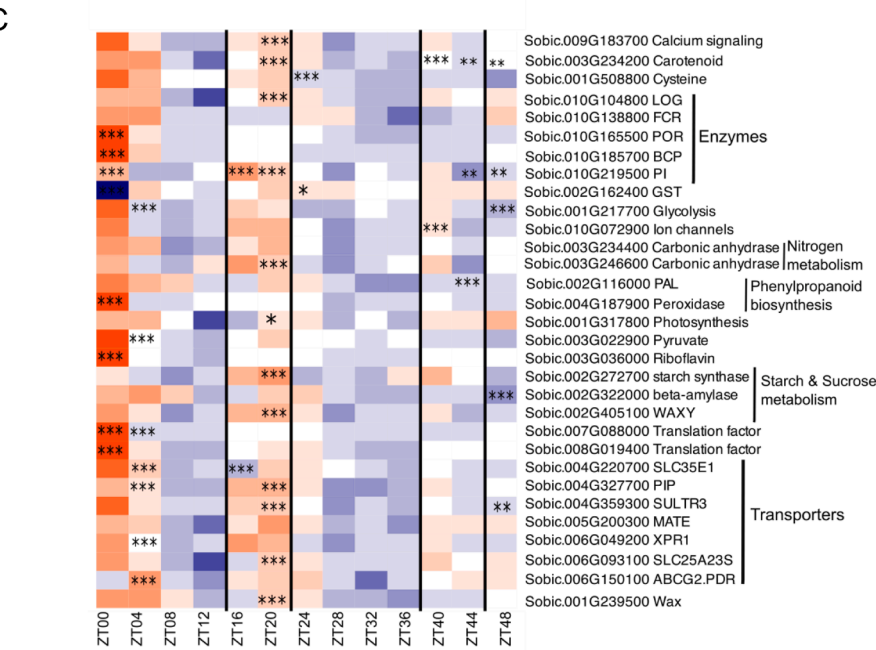 C
*** Sobic.009G183700 Calcium signaling
*** *** ** ** Sobic.003G234200 Carotenoid
*** Sobic.001G508800 Cysteine
*** Sobic.010G104800 LOG
Sobic.010G138800 FCR
*** Sobic.010G165500 POR
Enzymes
*** Sobic.010G185700 BCP
*** *** *** ** ** Sobic.010G219500 PI
*** * Sobic.002G162400 GST
*** *** Sobic.001G217700 Glycolysis
*** Sobic.010G072900 Ion channels
Sobic.003G234400 Carbonic anhydrase
*** Sobic.003G246600 Carbonic anhydrase
Nitrogen
metabolism
*** Sobic.002G116000 PAL
*** Sobic.004G187900 Peroxidase
Phenylpropanoid
biosynthesis
* Sobic.001G317800 Photosynthesis
*** Sobic.003G022900 Pyruvate
*** Sobic.003G036000 Riboflavin
*** Sobic.002G272700 starch synthase
*** Sobic.002G322000 beta-amylase
*** Sobic.002G405100 WAXY
Starch & Sucrose
metabolism
*** *** Sobic.007G088000 Translation factor
*** Sobic.008G019400 Translation factor
*** *** Sobic.004G220700 SLC35E1
*** *** Sobic.004G327700 PIP
*** ** Sobic.004G359300 SULTR3
Sobic.005G200300 MATE
*** Sobic.006G049200 XPR1
*** Sobic.006G093100 SLC25A23S
*** Sobic.006G150100 ABCG2.PDR
Transporters
*** Sobic.001G239500 Wax
ZT00 ZT04 ZT08 ZT12 ZT16 ZT20 ZT24 ZT28 ZT32 ZT36 ZT40 ZT44 ZT48